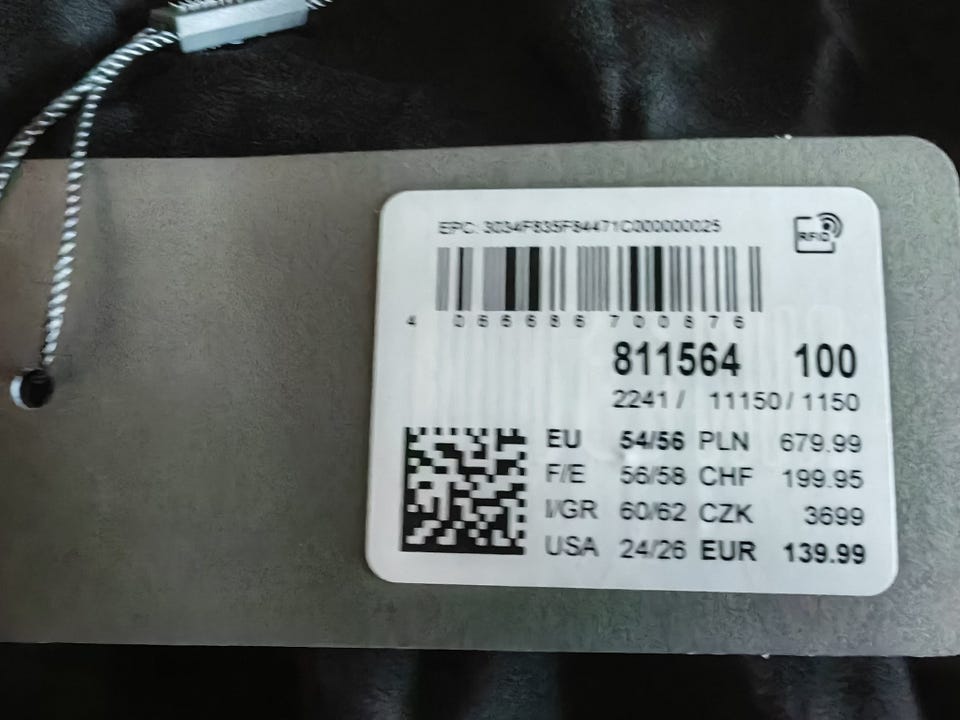 EPC: 3034F835F84471C000000025
RFID
4 066686 700876
811564 100
2241 / 11150 / 1150
EU 54/56 PLN 679.99
F/E 56/58 CHF 199.95
I/GR 60/62 CZK 3699
USA 24/26 EUR 139.99